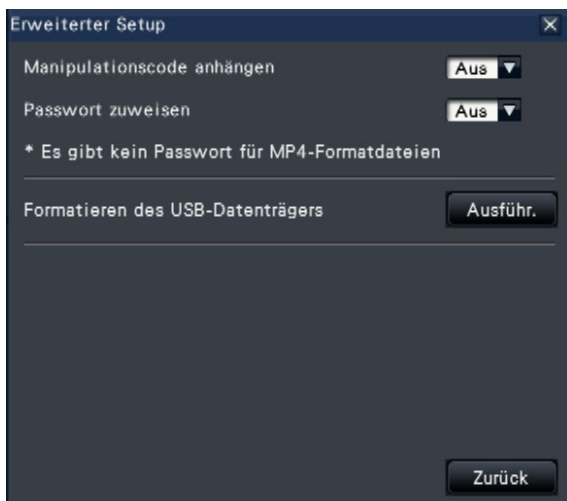 Erweiterter Setup
Manipulationscode anhängen Aus
Passwort zuweisen Aus
* Es gibt kein Passwort für MP4-Formatdateien
Formatieren des USB-Datenträgers Ausführ.
Zurück